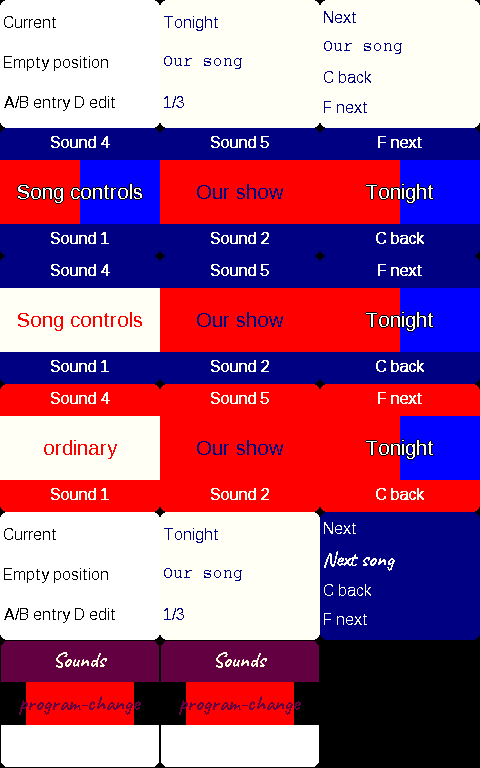 Current
Empty position
A/B entry D edit
Tonight
Our song
1/3
Next
Our song
C back
F next
Sound 4
Sound 5
F next
Song controls
Our show
Tonight
Sound 1
Sound 2
C back
Sound 4
Sound 5
F next
Song controls
Our show
Tonight
Sound 1
Sound 2
C back
Sound 4
Sound 5
F next
ordinary
Our show
Tonight
Sound 1
Sound 2
C back
Current
Empty position
A/B entry D edit
Tonight
Our song
1/3
Next
Next song
C back
F next
Sounds
Sounds
program-change
program-change